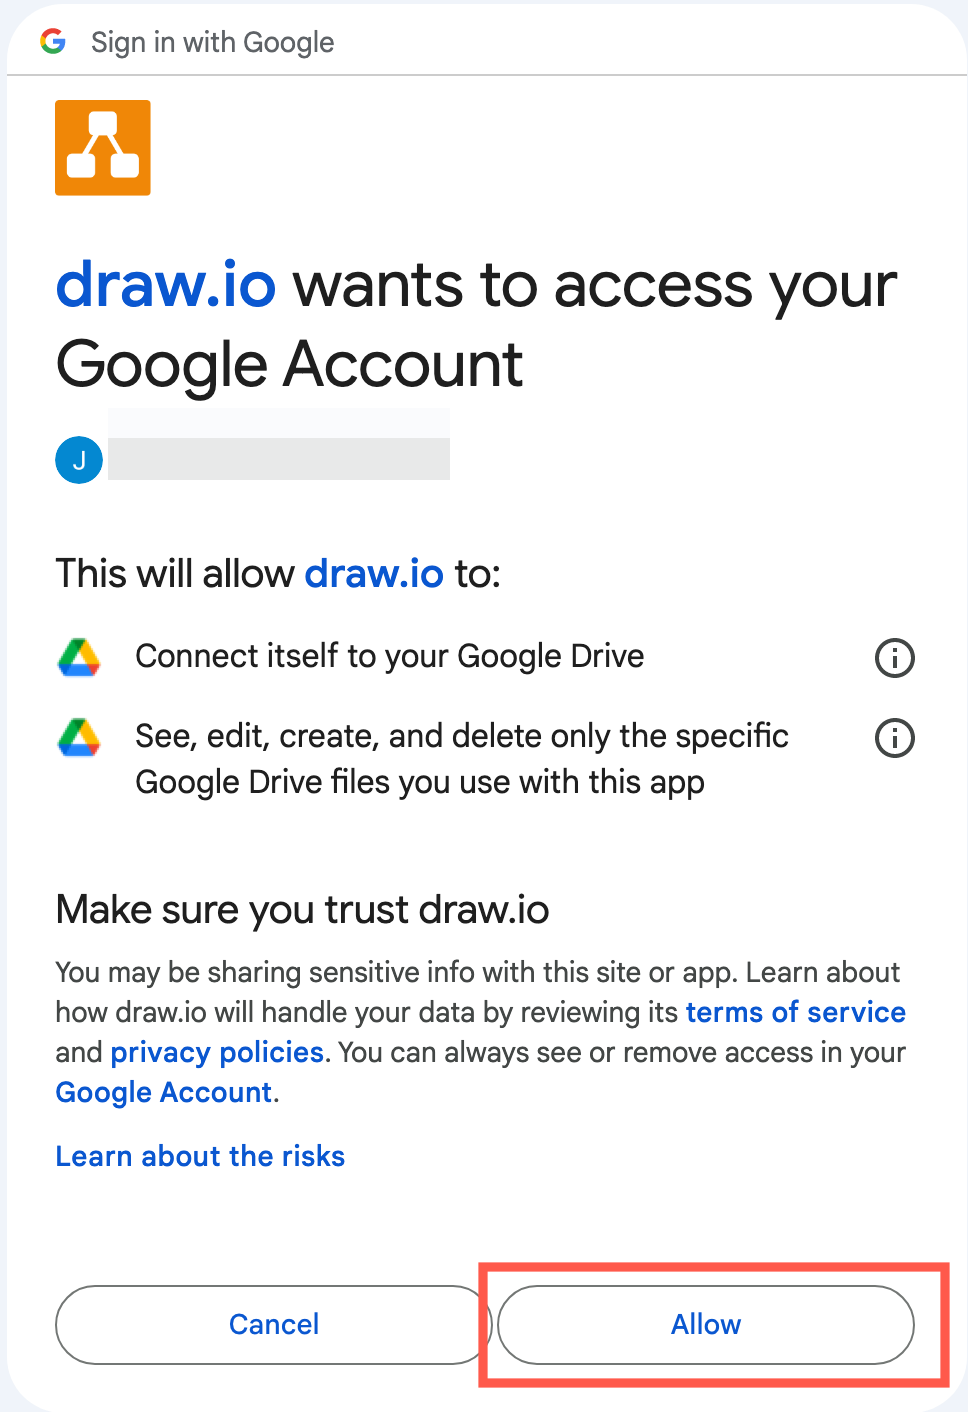 Sign in with Google
draw.io wants to access your
Google Account
J
This will allow draw.io to:
Connect itself to your Google Drive
See, edit, create, and delete only the specific
Google Drive files you use with this app
Make sure you trust draw.io
You may be sharing sensitive info with this site or app. Learn about
how draw.io will handle your data by reviewing its terms of service
and privacy policies. You can always see or remove access in your
Google Account.
Learn about the risks
Cancel
Allow